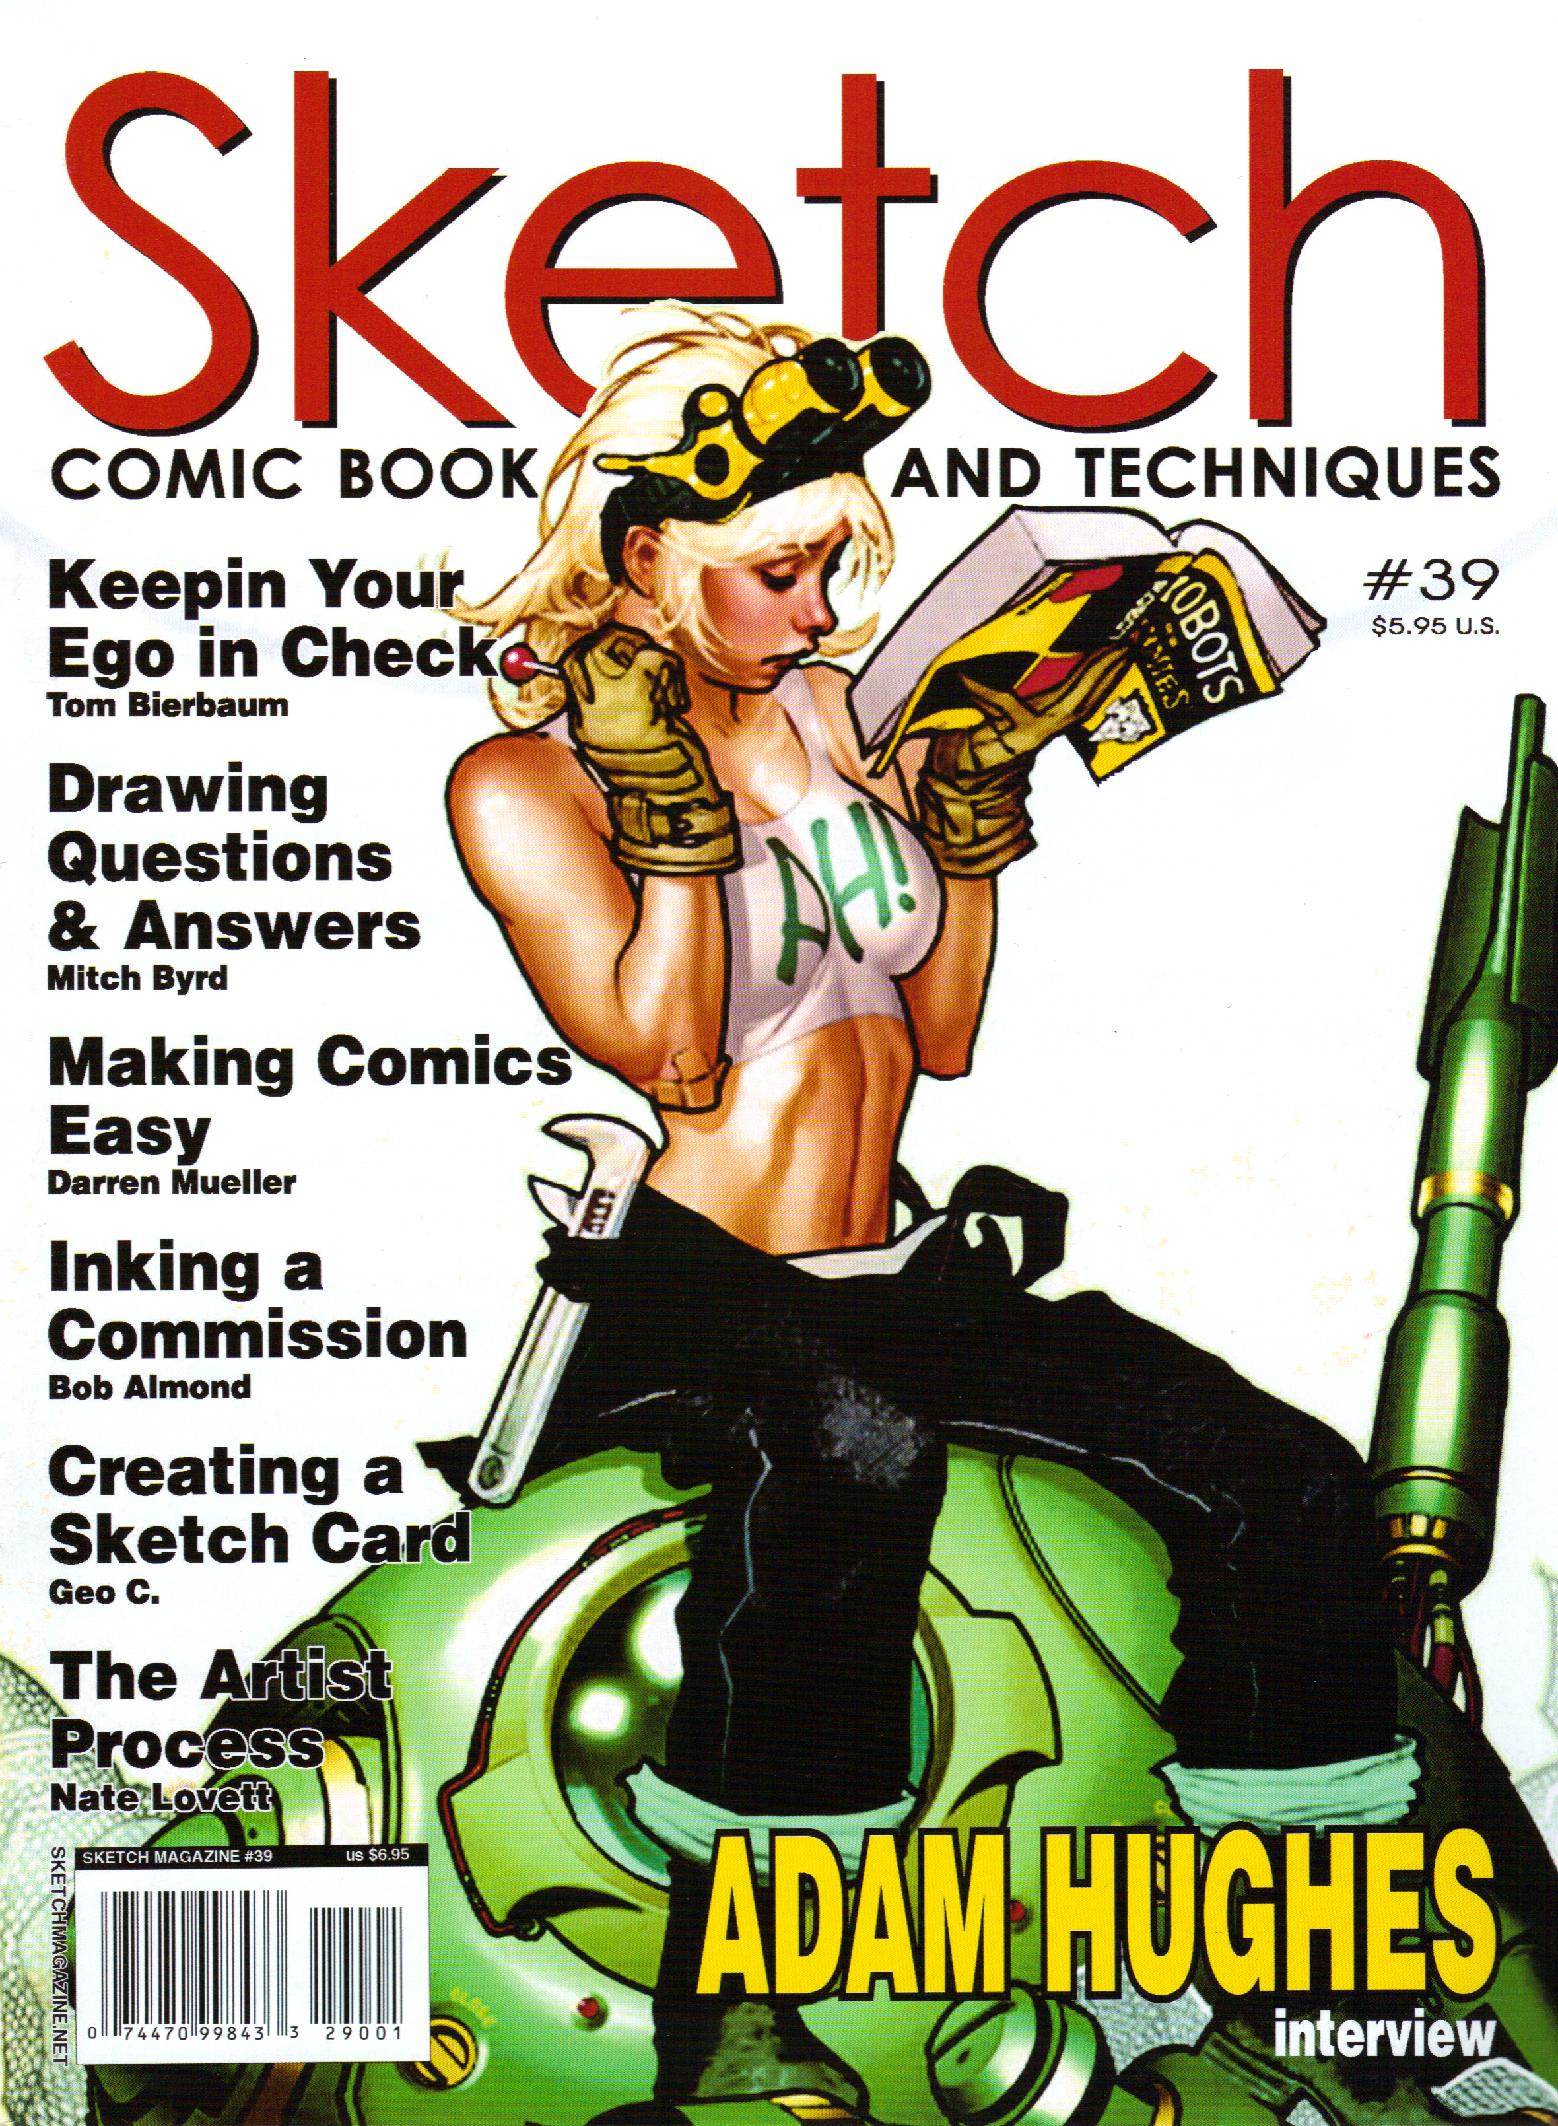 Sketch
COMIC BOOK AND TECHNIQUES
#39
$5.95 U.S.
Keepin Your
Ego in Check
Tom Bierbaum
Drawing
Questions
& Answers
Mitch Byrd
Making Comics
Easy
Darren Mueller
Inking a
Commission
Bob Almond
Creating a
Sketch Card
Geo C.
The Artist
Process
Nate Lovett
ROBOTS
DUMMIES
AH!
ADAM HUGHES
interview
SKETCH MAGAZINE #39 US $6.95
0 74470 99843 3 29001
SKETCHMAGAZINE.NET